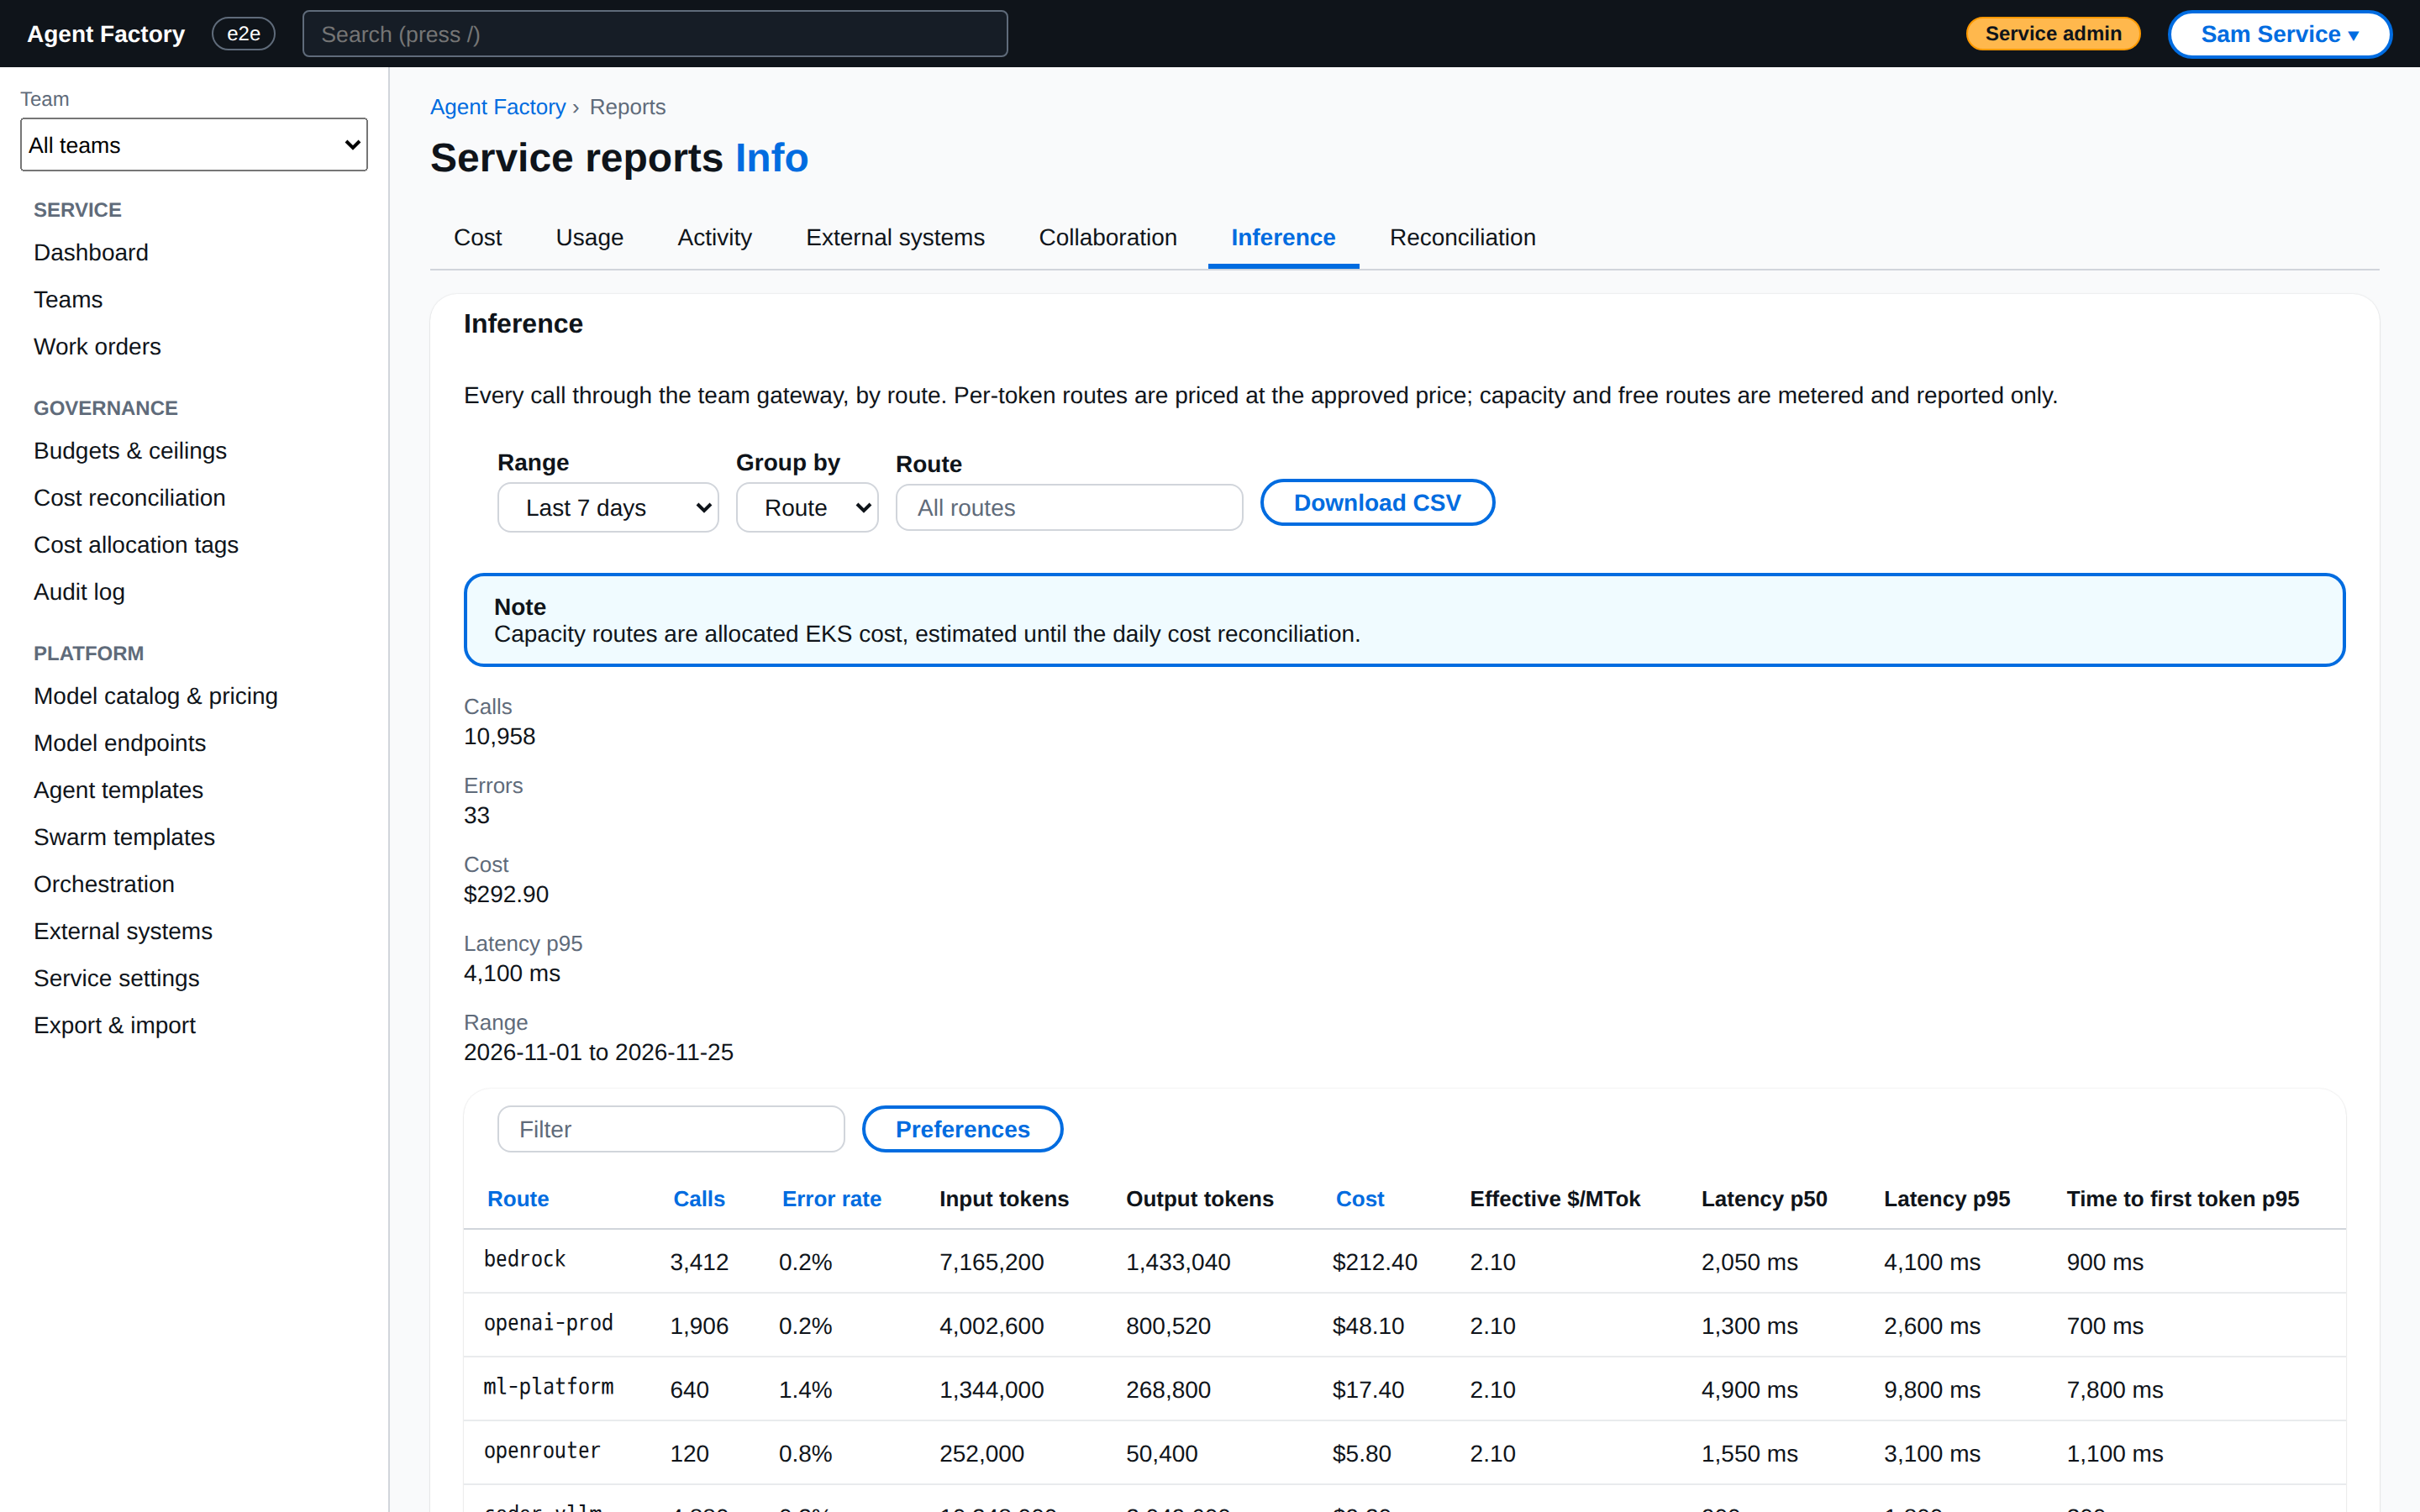 Agent Factory
e2e
Search (press /)
Service admin
Sam Service ▾
Team
All teams
SERVICE
Dashboard
Teams
Work orders
GOVERNANCE
Budgets & ceilings
Cost reconciliation
Cost allocation tags
Audit log
PLATFORM
Model catalog & pricing
Model endpoints
Agent templates
Swarm templates
Orchestration
External systems
Service settings
Export & import
Agent Factory › Reports
Service reports Info
Cost Usage Activity External systems Collaboration Inference Reconciliation
Inference
Every call through the team gateway, by route. Per-token routes are priced at the approved price; capacity and free routes are metered and reported only.
Range Group by Route
Last 7 days Route All routes Download CSV
Note
Capacity routes are allocated EKS cost, estimated until the daily cost reconciliation.
Calls
10,958
Errors
33
Cost
$292.90
Latency p95
4,100 ms
Range
2026-11-01 to 2026-11-25
Filter Preferences
Route Calls Error rate Input tokens Output tokens Cost Effective $/MTok Latency p50 Latency p95 Time to first token p95
bedrock 3,412 0.2% 7,165,200 1,433,040 $212.40 2.10 2,050 ms 4,100 ms 900 ms
openai-prod 1,906 0.2% 4,002,600 800,520 $48.10 2.10 1,300 ms 2,600 ms 700 ms
ml-platform 640 1.4% 1,344,000 268,800 $17.40 2.10 4,900 ms 9,800 ms 7,800 ms
openrouter 120 0.8% 252,000 50,400 $5.80 2.10 1,550 ms 3,100 ms 1,100 ms